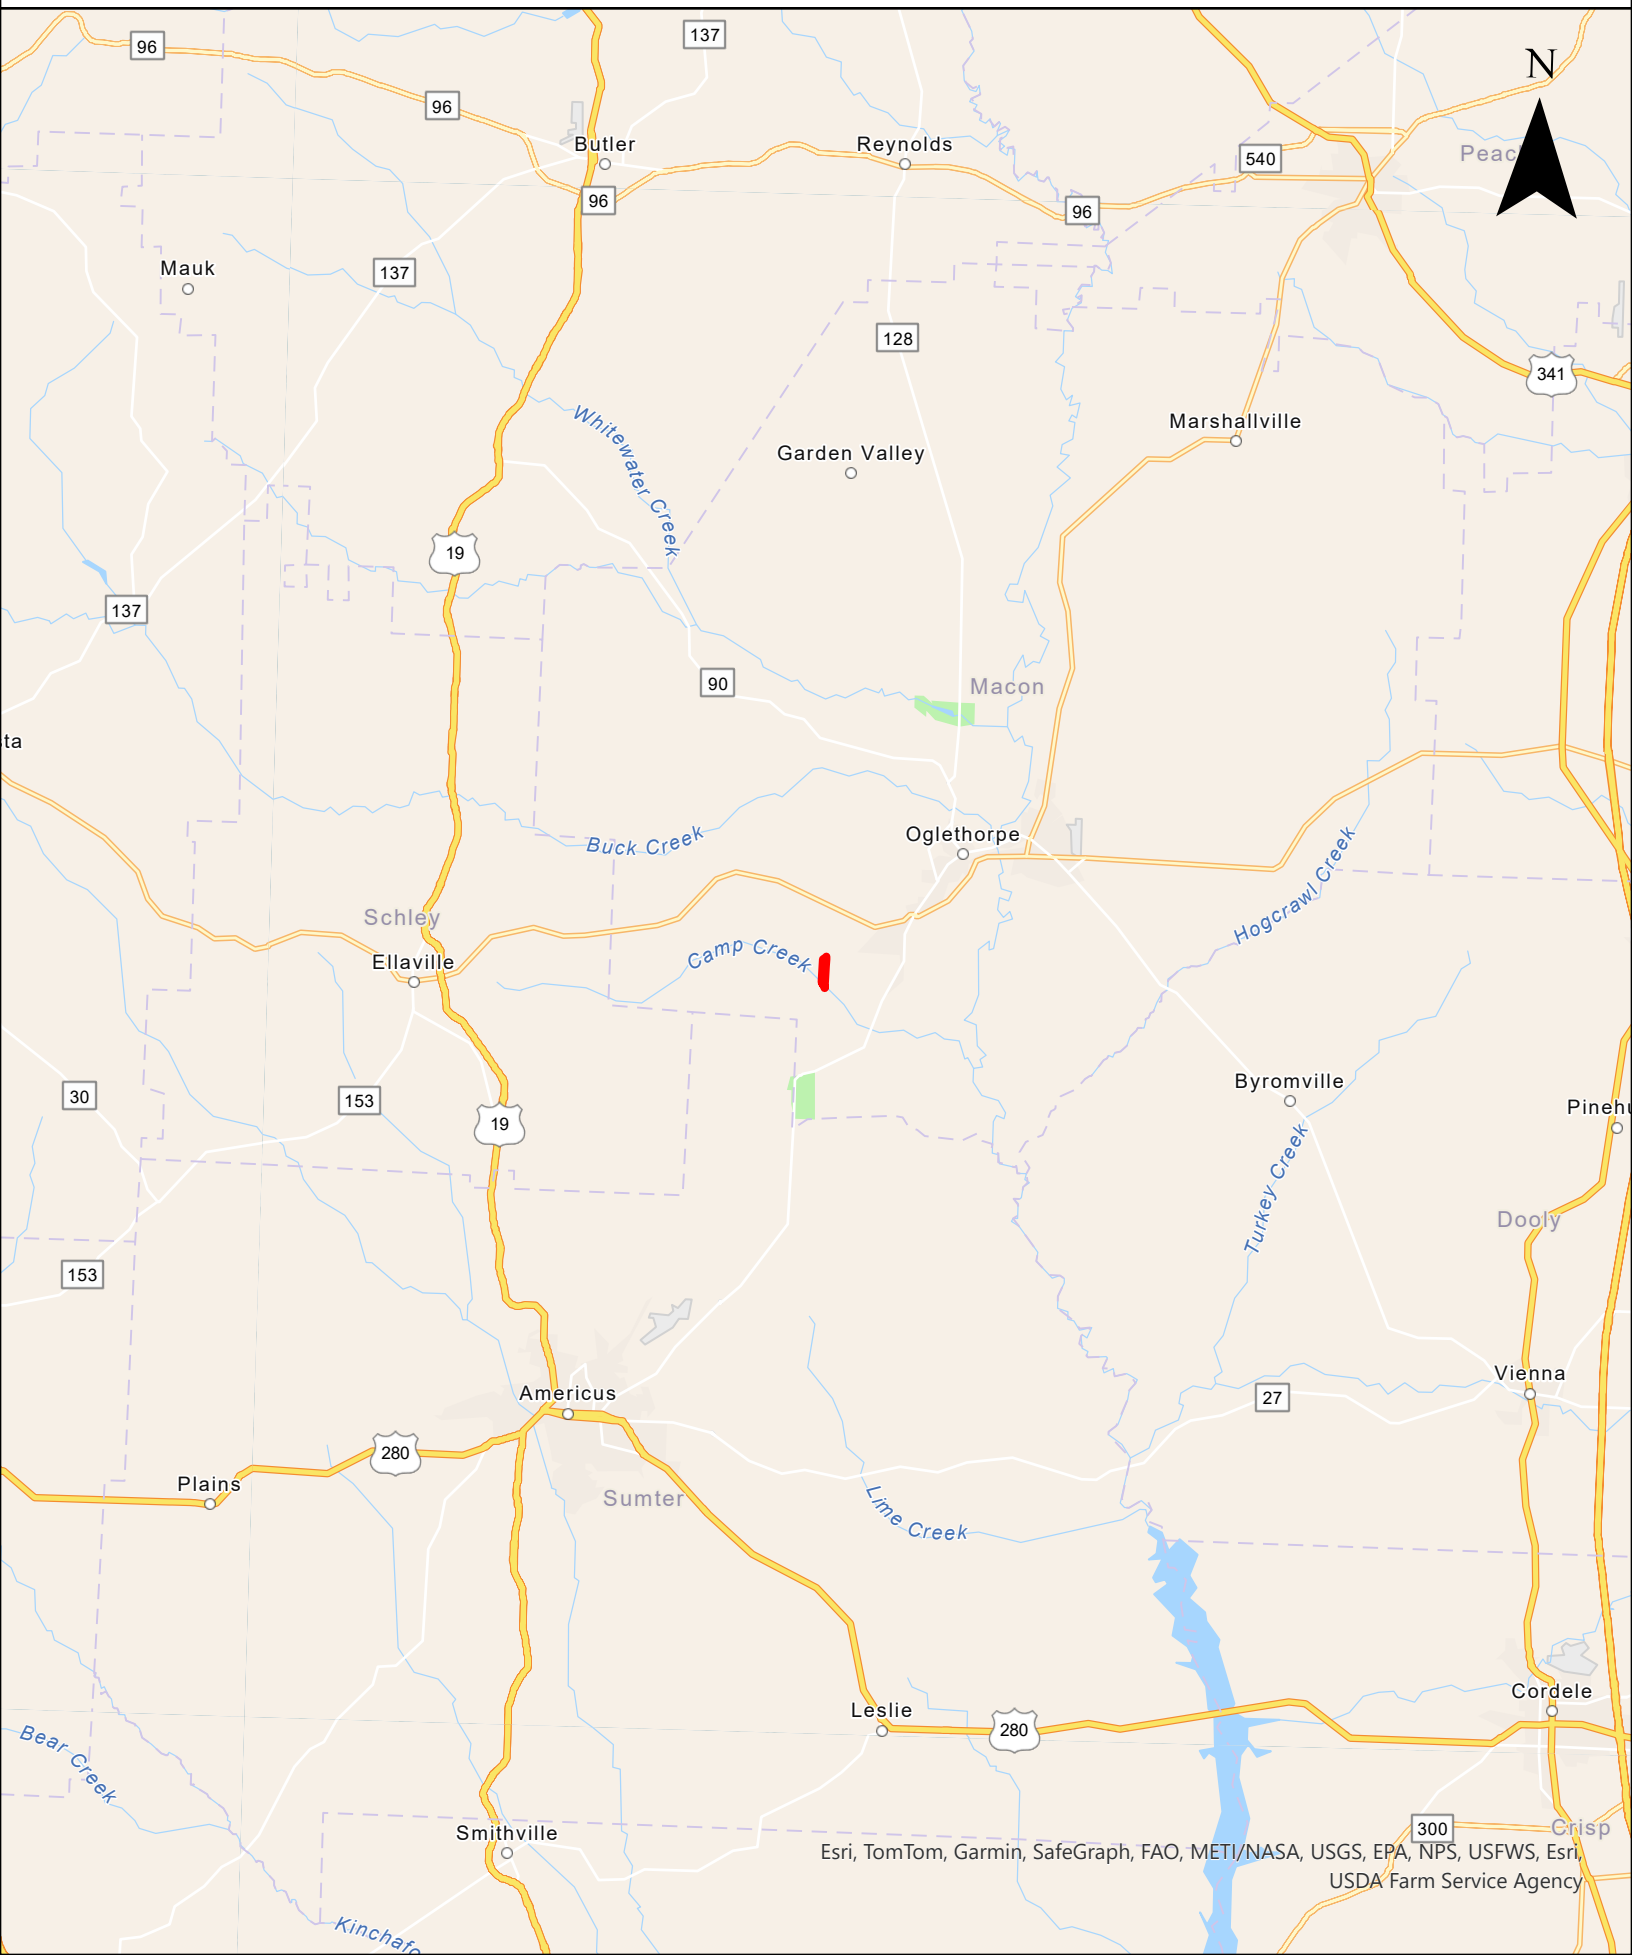 137
96
N
96
Butler
Reynolds
540
Peac
96
96
Mauk
137
128
341
Whitewater Creek
Marshallville
Garden Valley
19
137
90
Macon
ta
Oglethorpe
Buck Creek
Hogcrawl Creek
Schley
Camp Creek
Ellaville
Byromville
30
153
Pinehu
19
Turkey Creek
Dooly
153
Vienna
Americus
27
280
Plains
Sumter
Lime Creek
Cordele
Leslie
280
Bear Creek
Smithville
300
Crisp
Esri, TomTom, Garmin, SafeGraph, FAO, METI/NASA, USGS, EPA, NPS, USFWS, Esri,
USDA Farm Service Agency
Kinchafo